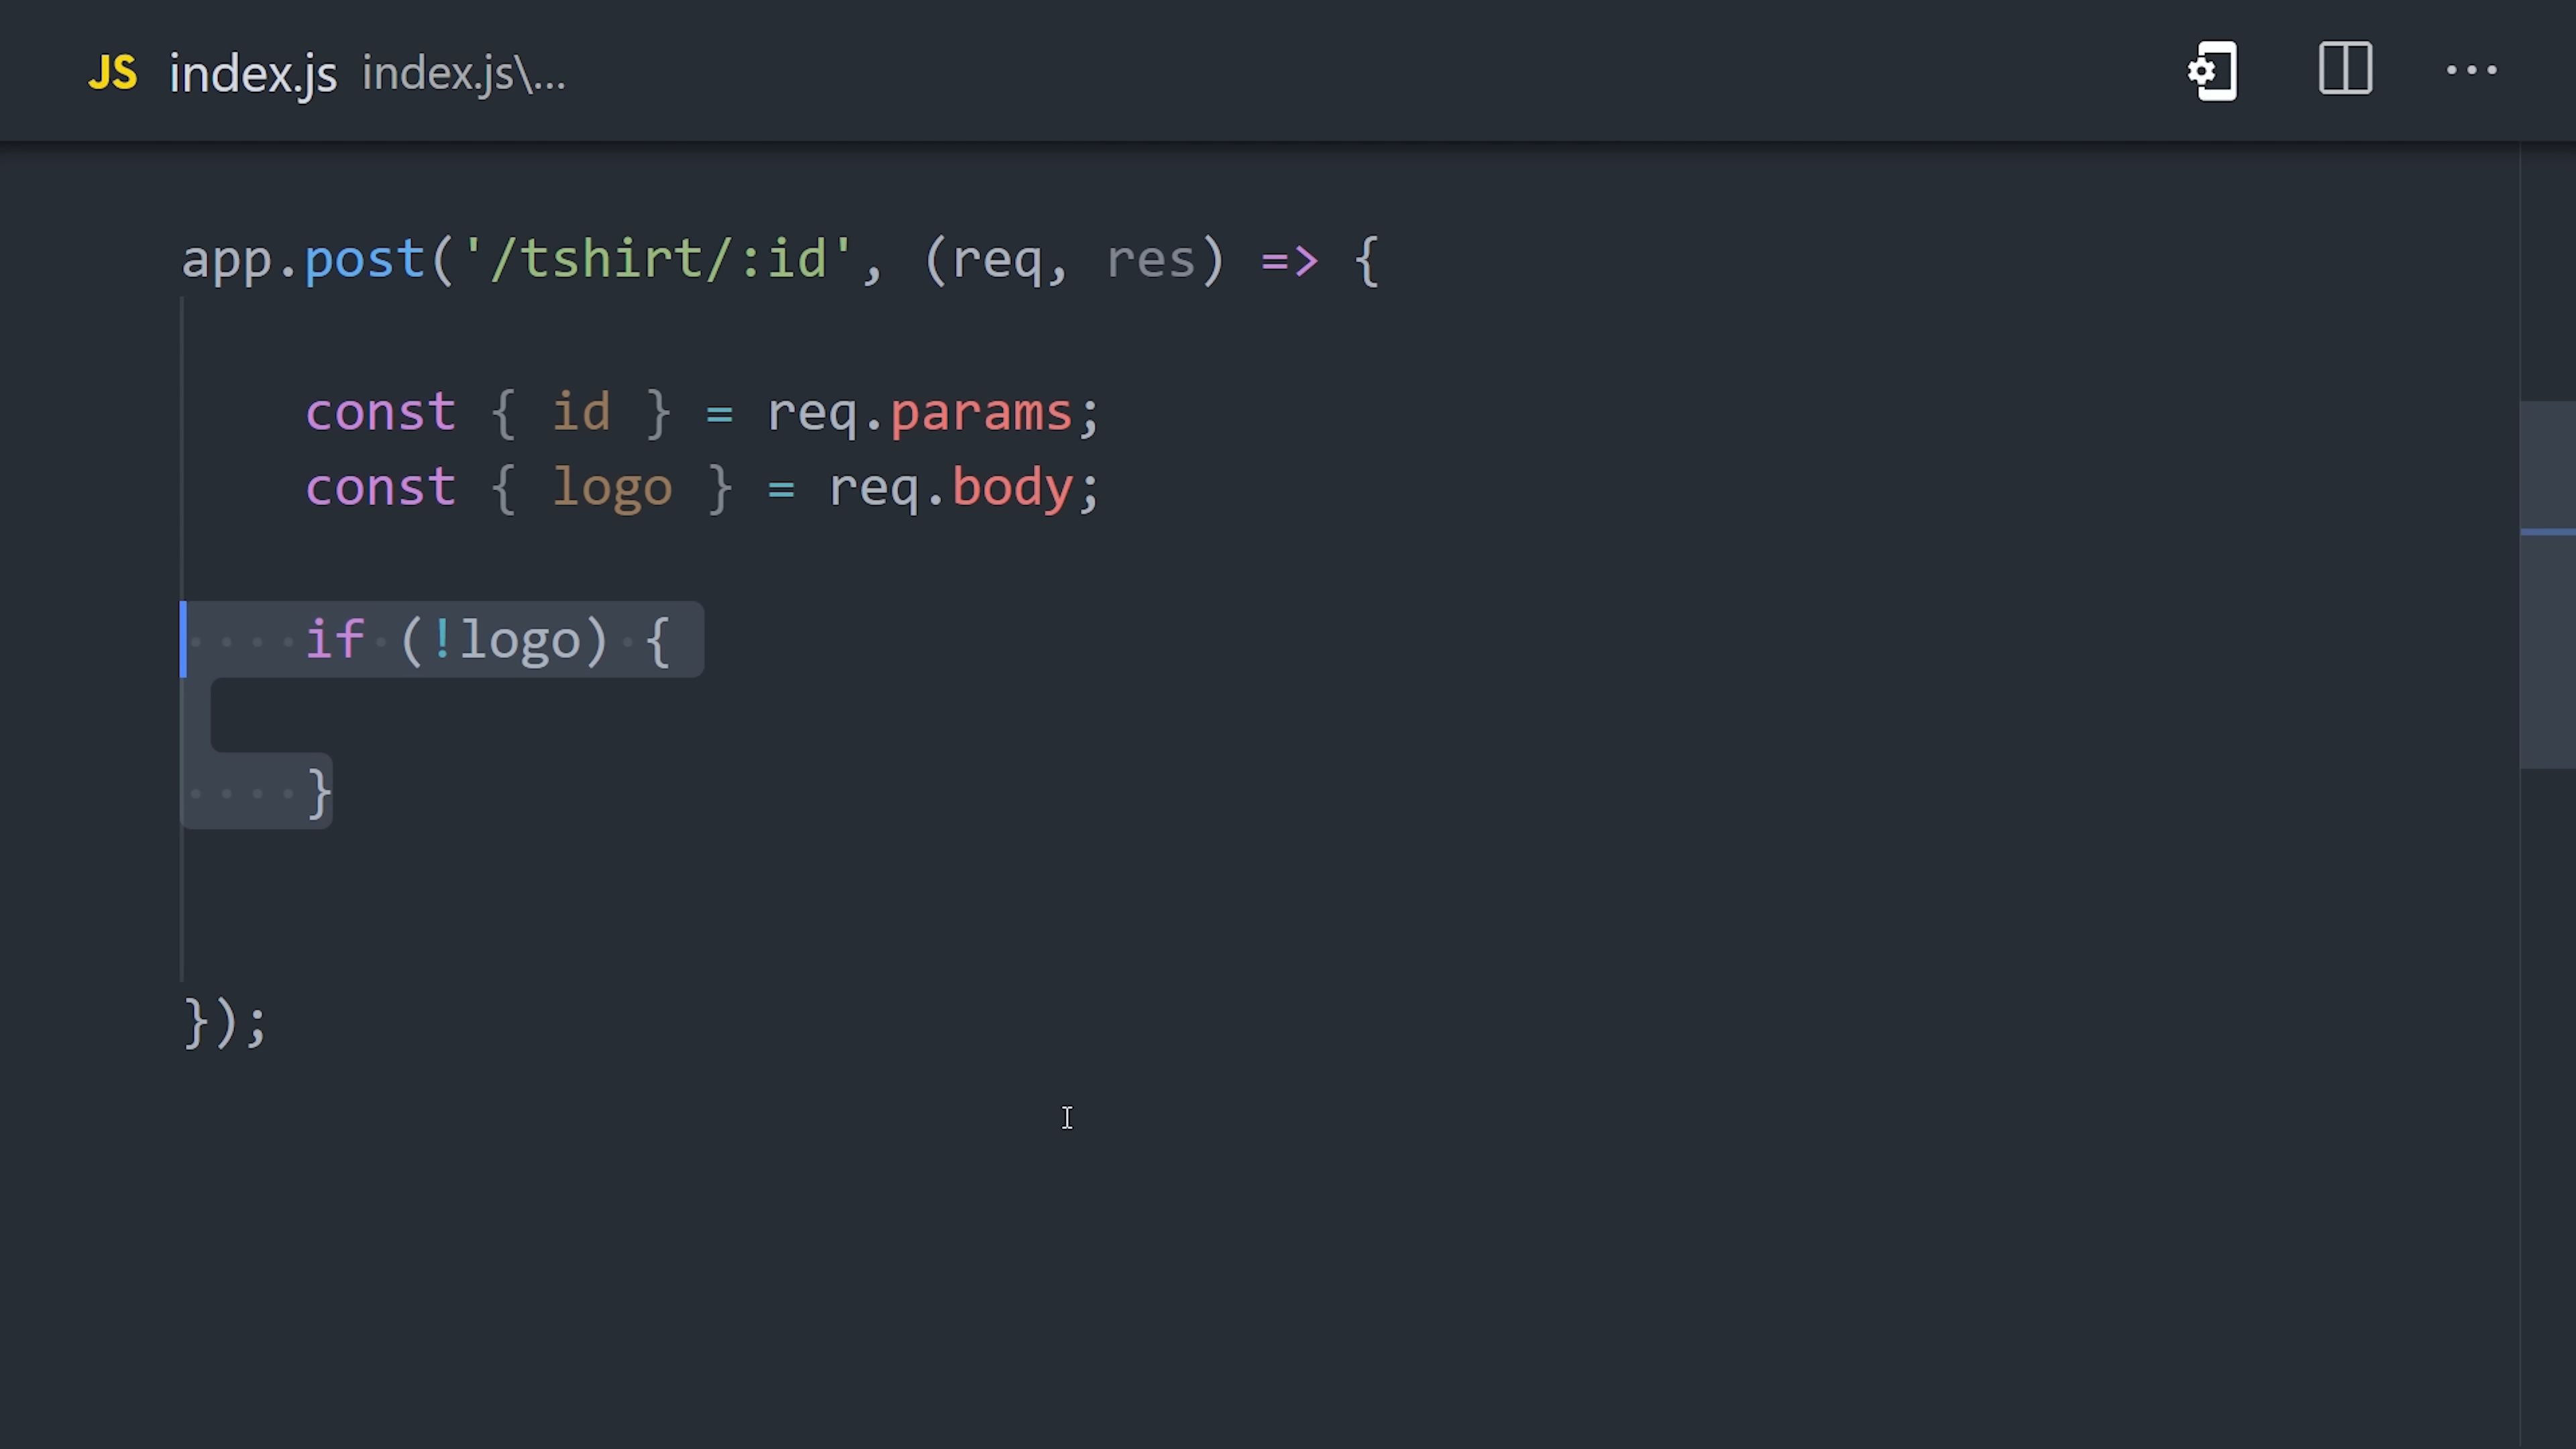 JS index.js index.js\...
app.post('/tshirt/:id', (req, res) => {
const { id } = req.params;
const { logo } = req.body;
if (!logo) {
}
});